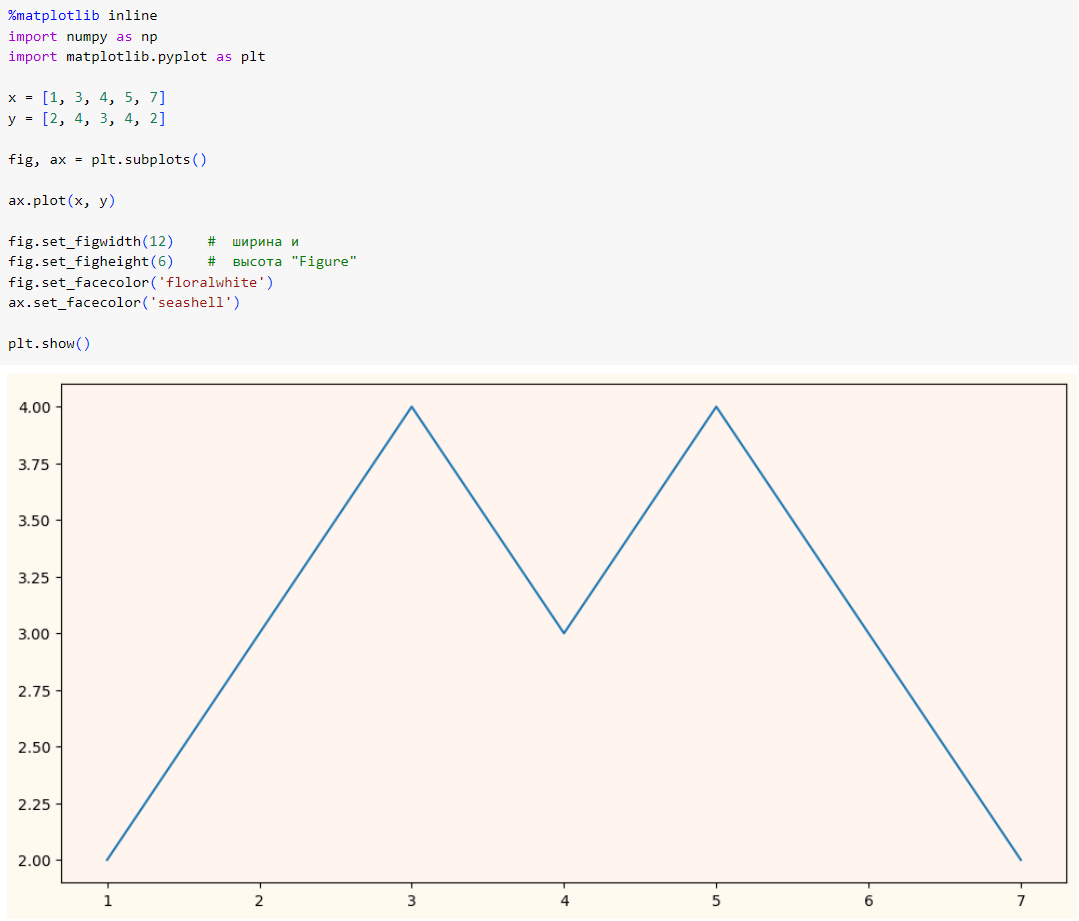 %matplotlib inline
import numpy as np
import matplotlib.pyplot as plt
x = [1, 3, 4, 5, 7]
y = [2, 4, 3, 4, 2]
fig, ax = plt.subplots()
ax.plot(x, y)
fig.set_figwidth(12)    #  ширина и
fig.set_figheight(6)    #  высота "Figure"
fig.set_facecolor('floralwhite')
ax.set_facecolor('seashell')
plt.show()
4.00
3.75
3.50
3.25
3.00
2.75
2.50
2.25
2.00
1 2 3 4 5 6 7